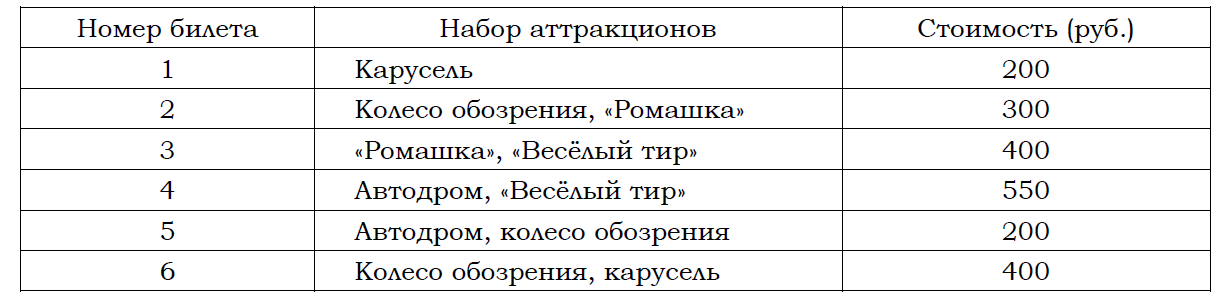 Номер билета Набор аттракционов Стоимость (руб.)
1 Карусель 200
2 Колесо обозрения, «Ромашка» 300
3 «Ромашка», «Весёлый тир» 400
4 Автодром, «Весёлый тир» 550
5 Автодром, колесо обозрения 200
6 Колесо обозрения, карусель 400